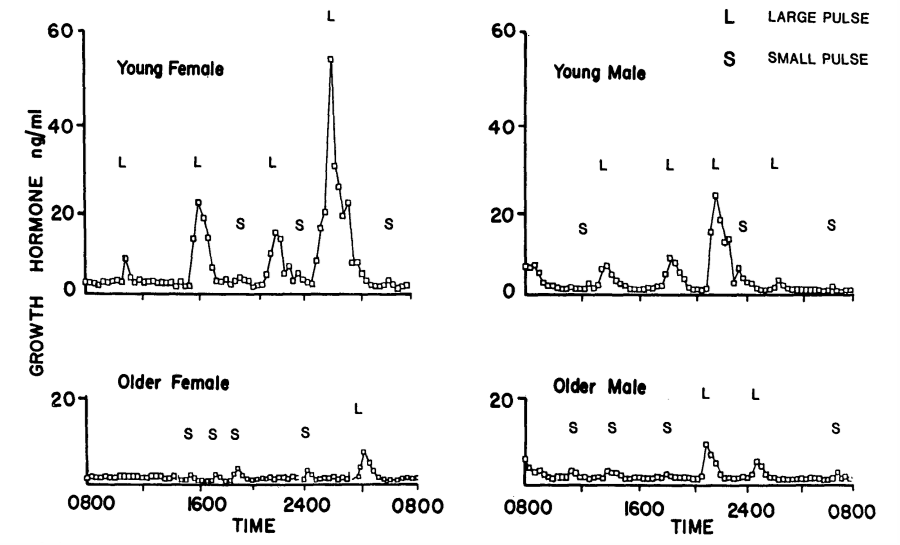 L LARGE PULSE
S SMALL PULSE
GROWTH HORMONE ng/ml
Young Female
60
40
20
0
L
L
S
L
S
L
S
Young Male
60
40
20
0
S
L
L
L
S
L
S
Older Female
20
S
S
S
S
L
0800
1600
2400
0800
TIME
Older Male
20
S
S
S
L
L
S
0800
1600
2400
0800
TIME